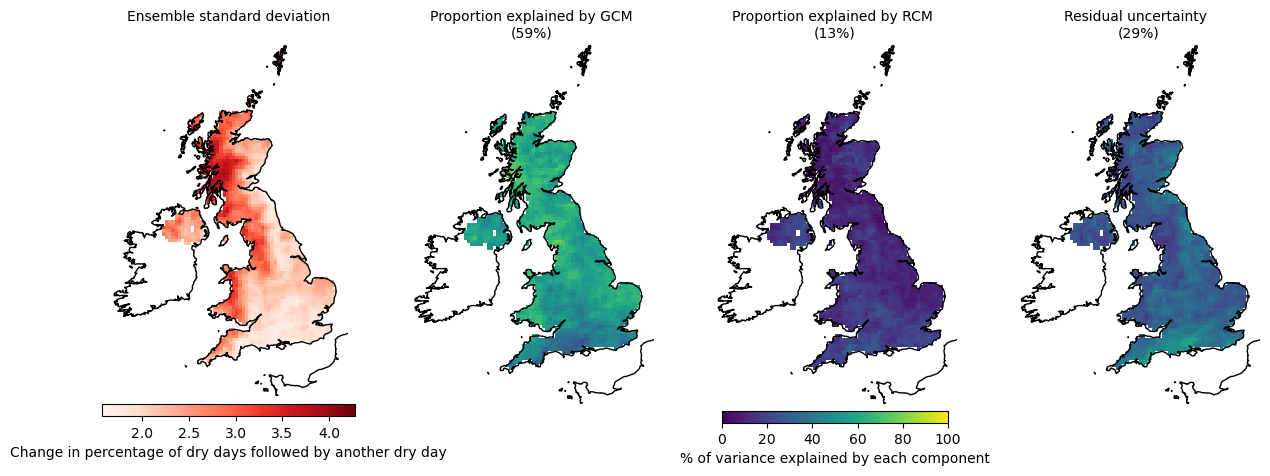 Ensemble standard deviation
Proportion explained by GCM
(59%)
Proportion explained by RCM
(13%)
Residual uncertainty
(29%)
2.0 2.5 3.0 3.5 4.0
Change in percentage of dry days followed by another dry day
0 20 40 60 80 100
% of variance explained by each component